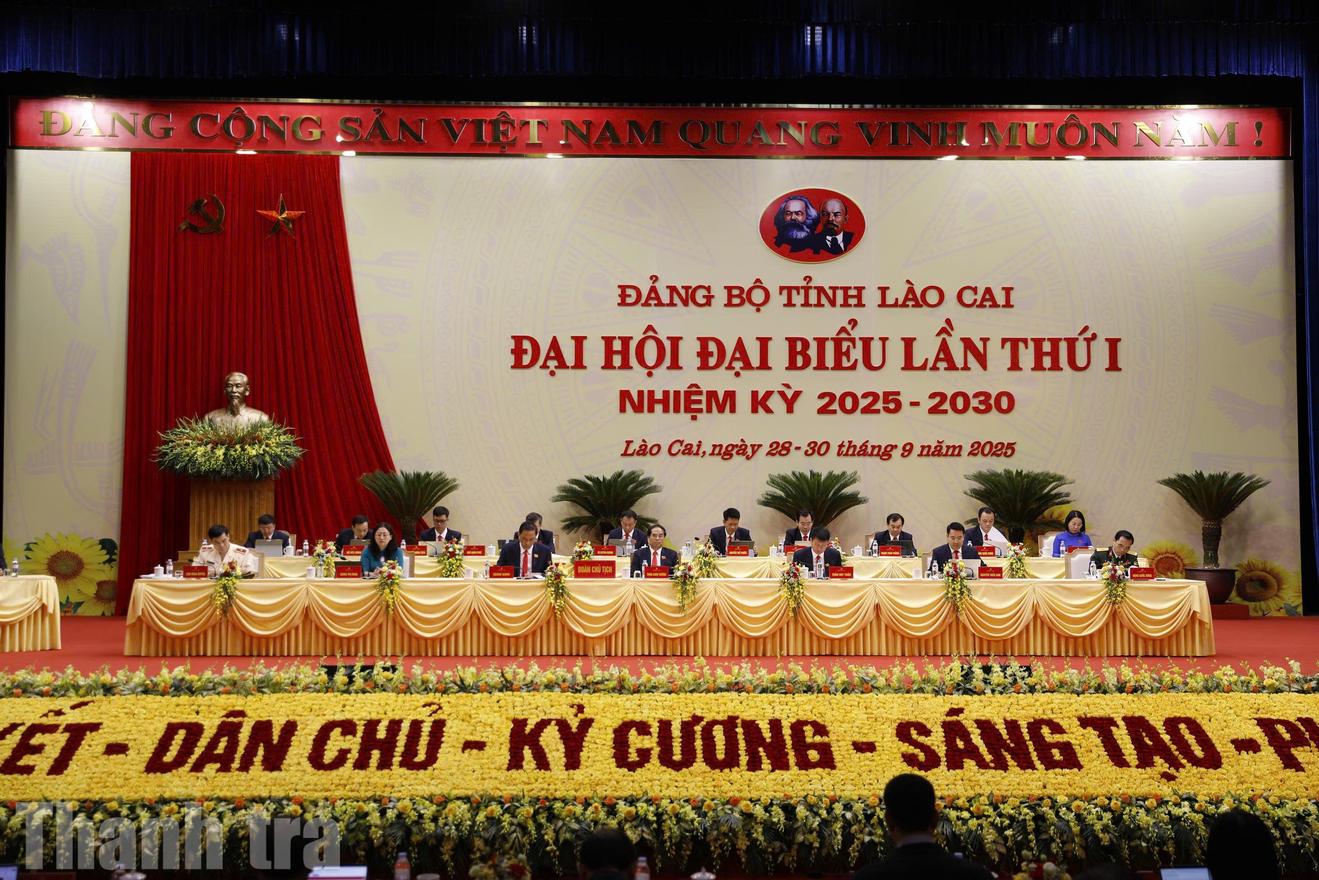 ĐẢNG CỘNG SẢN VIỆT NAM QUANG VINH MUÔN NĂM !
ĐẢNG BỘ TỈNH LÀO CAI
ĐẠI HỘI ĐẠI BIỂU LẦN THỨ I
NHIỆM KỲ 2025 - 2030
Lào Cai, ngày 28 - 30 tháng 9 năm 2025
ĐOÀN CHỦ TỊCH
KẾT - DÂN CHỦ - KỶ CƯƠNG - SÁNG TẠO - P
Thanh tra